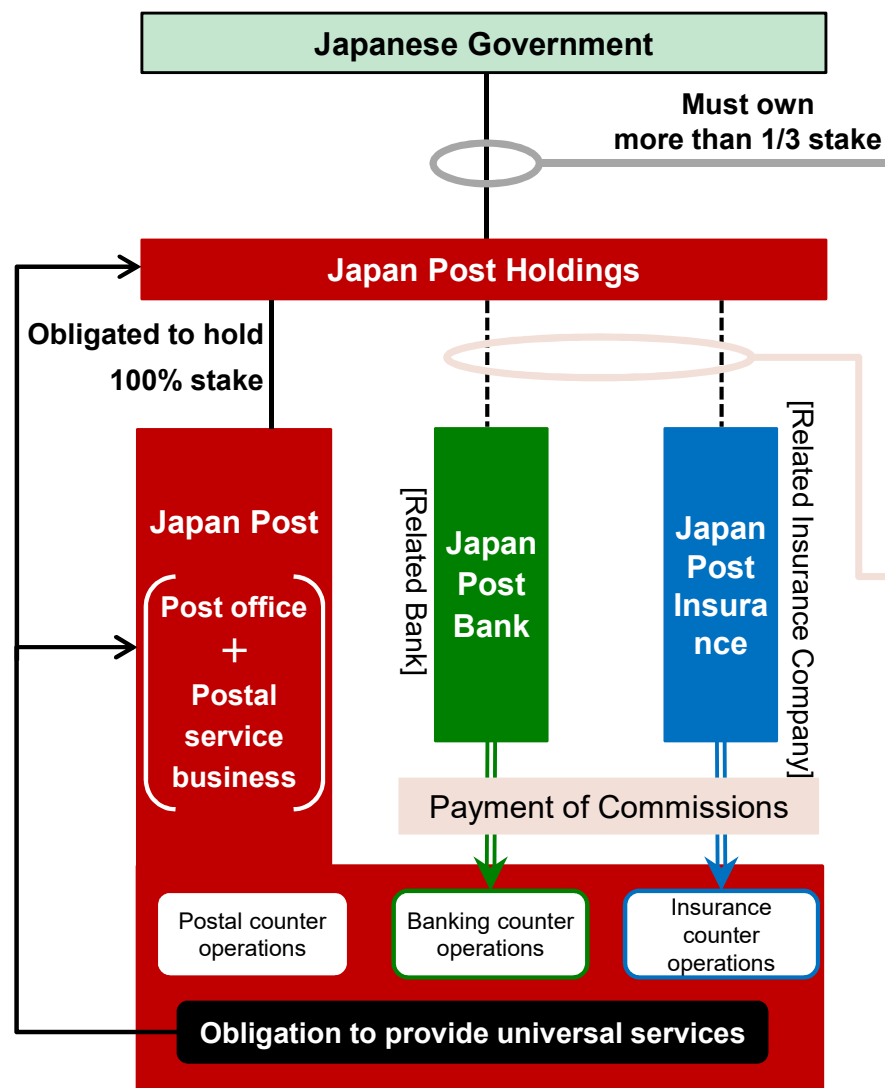 Japanese Government
Must own
more than 1/3 stake
Japan Post Holdings
Obligated to hold
100% stake
Japan Post
Post office
+
Postal
service
business
[Related Bank]
Japan
Post
Bank
Japan
Post
Insura
nce
[Related Insurance Company]
Payment of Commissions
Postal counter
operations
Banking counter
operations
Insurance
counter
operations
Obligation to provide universal services